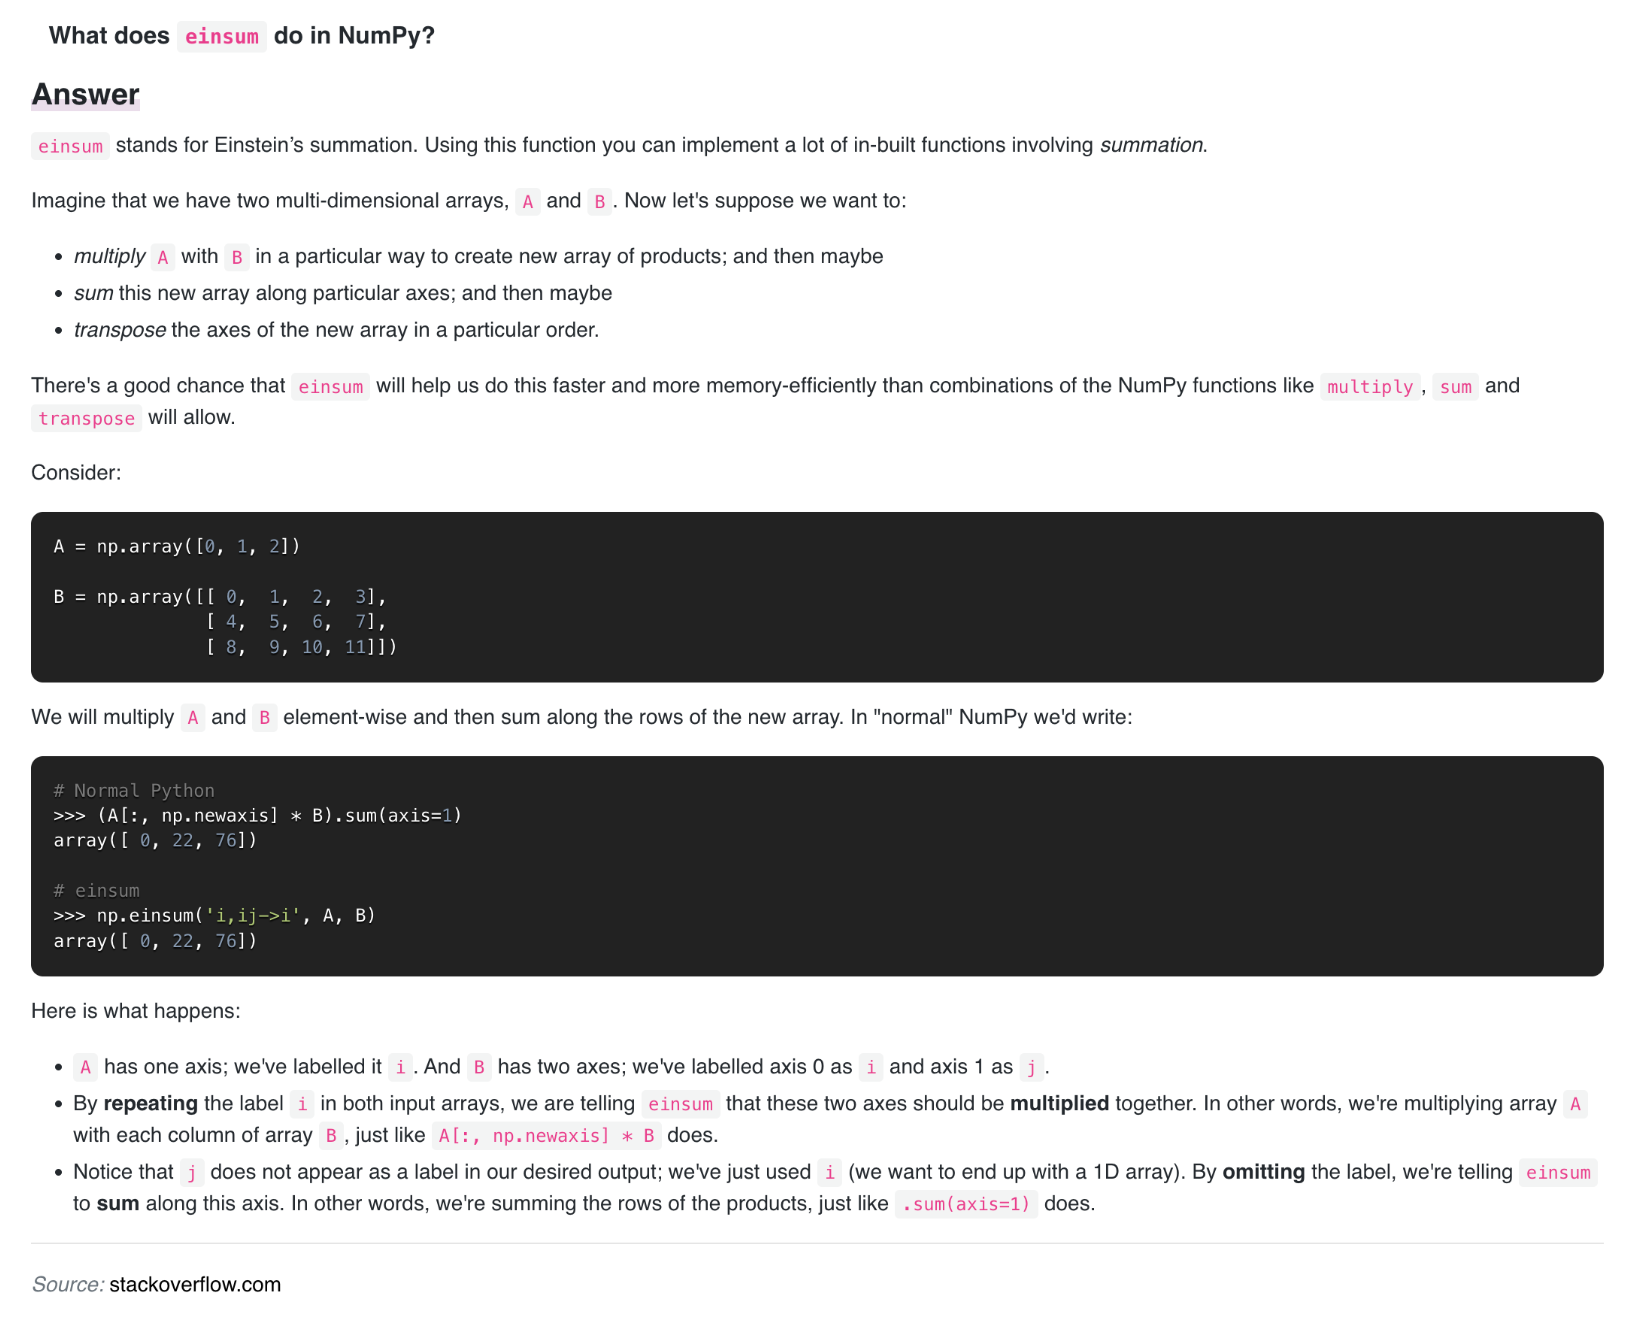 What does einsum do in NumPy?
Answer
einsum stands for Einstein’s summation. Using this function you can implement a lot of in-built functions involving summation.
Imagine that we have two multi-dimensional arrays, A and B. Now let's suppose we want to:
• multiply A with B in a particular way to create new array of products; and then maybe
• sum this new array along particular axes; and then maybe
• transpose the axes of the new array in a particular order.
There's a good chance that einsum will help us do this faster and more memory-efficiently than combinations of the NumPy functions like multiply, sum and
transpose will allow.
Consider:
A = np.array([0, 1, 2])
B = np.array([[ 0,  1,  2,  3],
              [ 4,  5,  6,  7],
              [ 8,  9, 10, 11]])
We will multiply A and B element-wise and then sum along the rows of the new array. In "normal" NumPy we'd write:
# Normal Python
>>> (A[:, np.newaxis] * B).sum(axis=1)
array([ 0, 22, 76])
# einsum
>>> np.einsum('i,ij->i', A, B)
array([ 0, 22, 76])
Here is what happens:
• A has one axis; we've labelled it i. And B has two axes; we've labelled axis 0 as i and axis 1 as j.
• By repeating the label i in both input arrays, we are telling einsum that these two axes should be multiplied together. In other words, we're multiplying array A
with each column of array B, just like A[:, np.newaxis] * B does.
• Notice that j does not appear as a label in our desired output; we've just used i (we want to end up with a 1D array). By omitting the label, we're telling einsum
to sum along this axis. In other words, we're summing the rows of the products, just like .sum(axis=1) does.
Source: stackoverflow.com